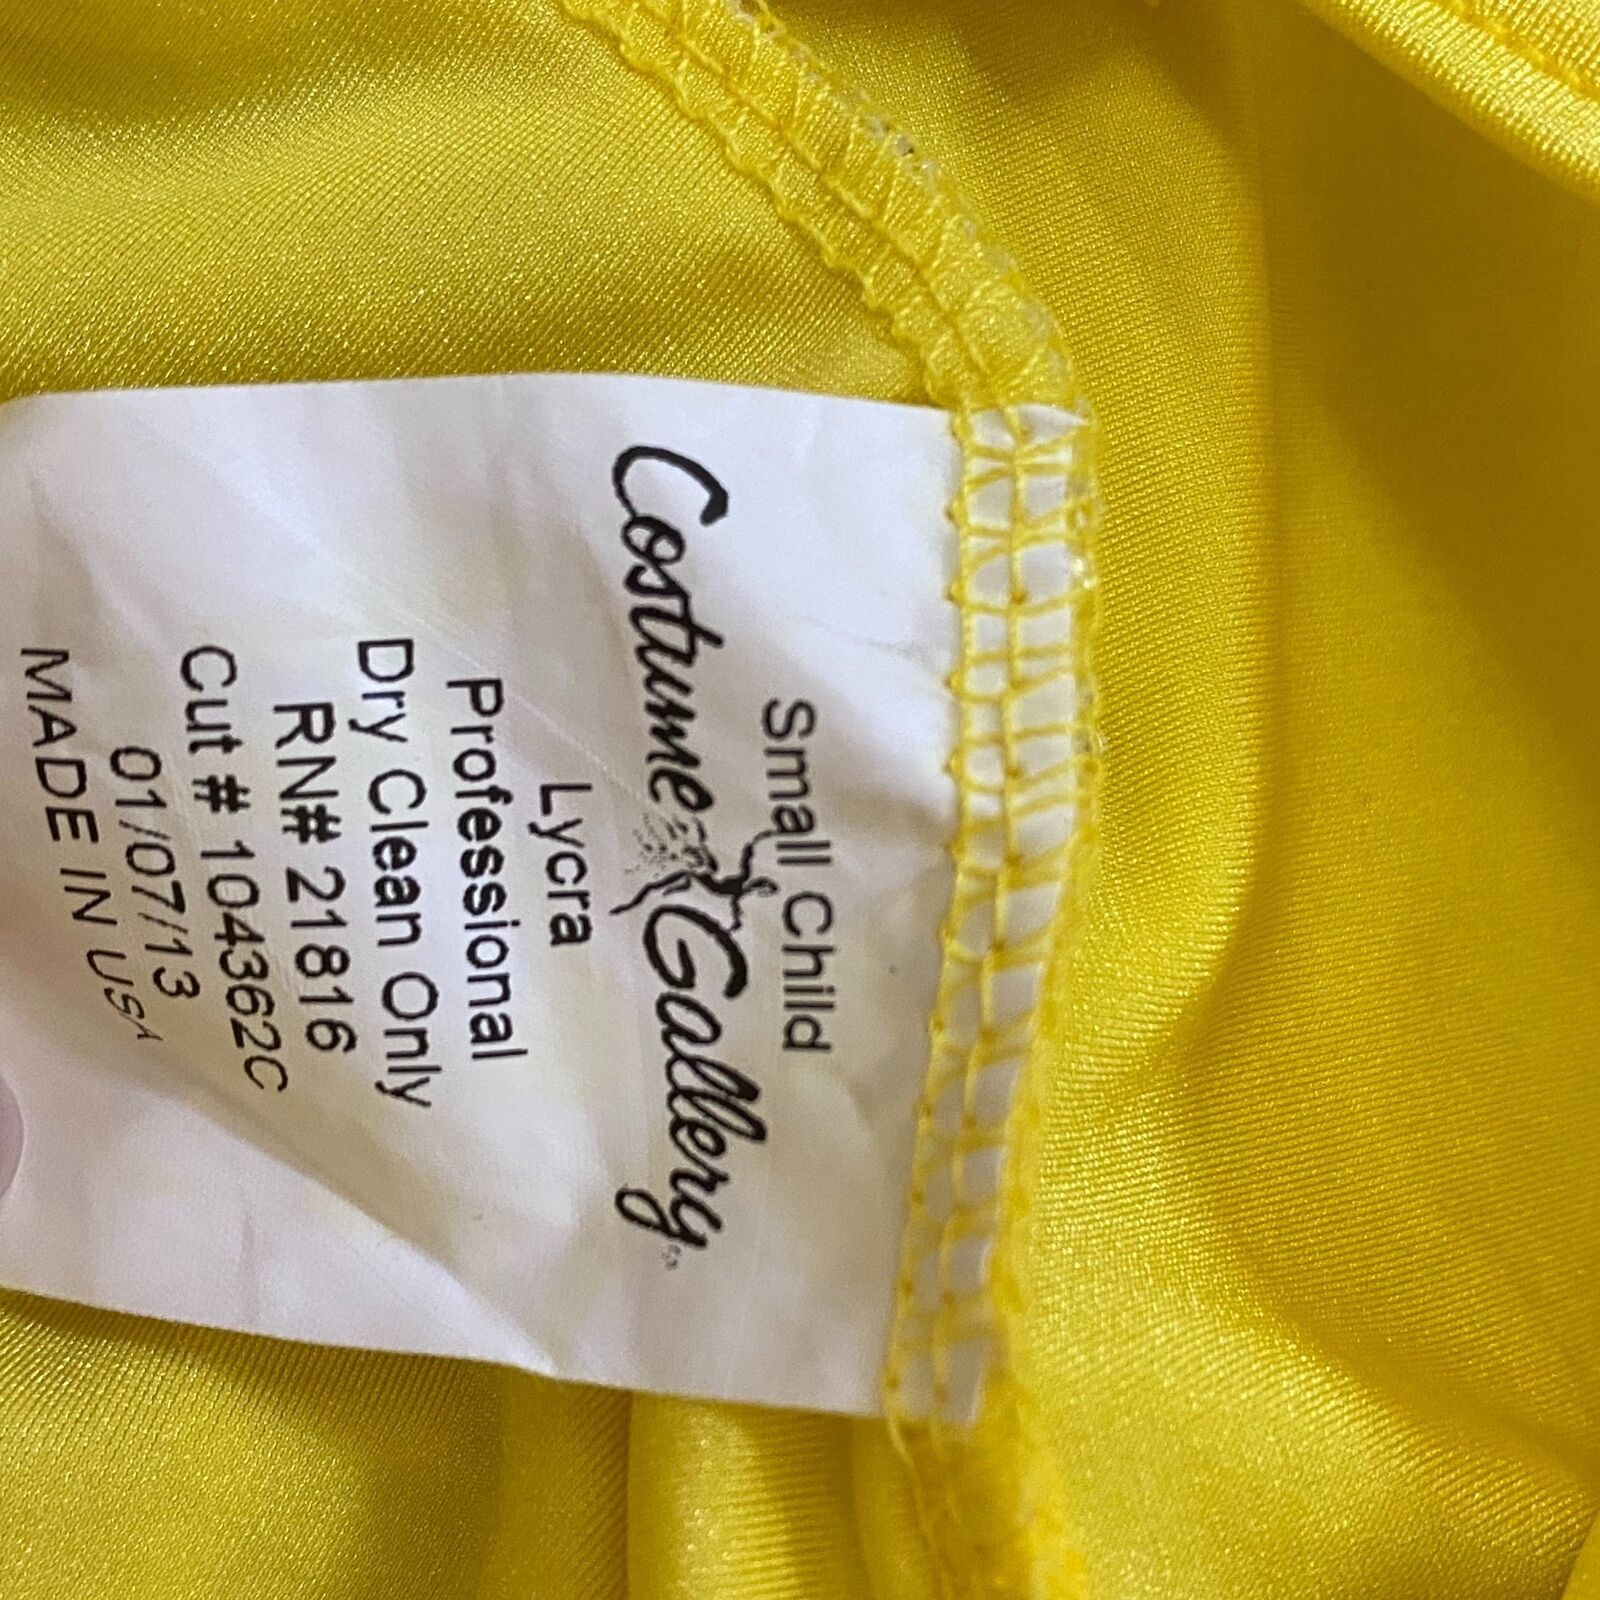 Small Child
Costume Gallery
Lycra
Professional
Dry Clean Only
RN# 21816
Cut # 104362C
01/07/13
MADE IN USA